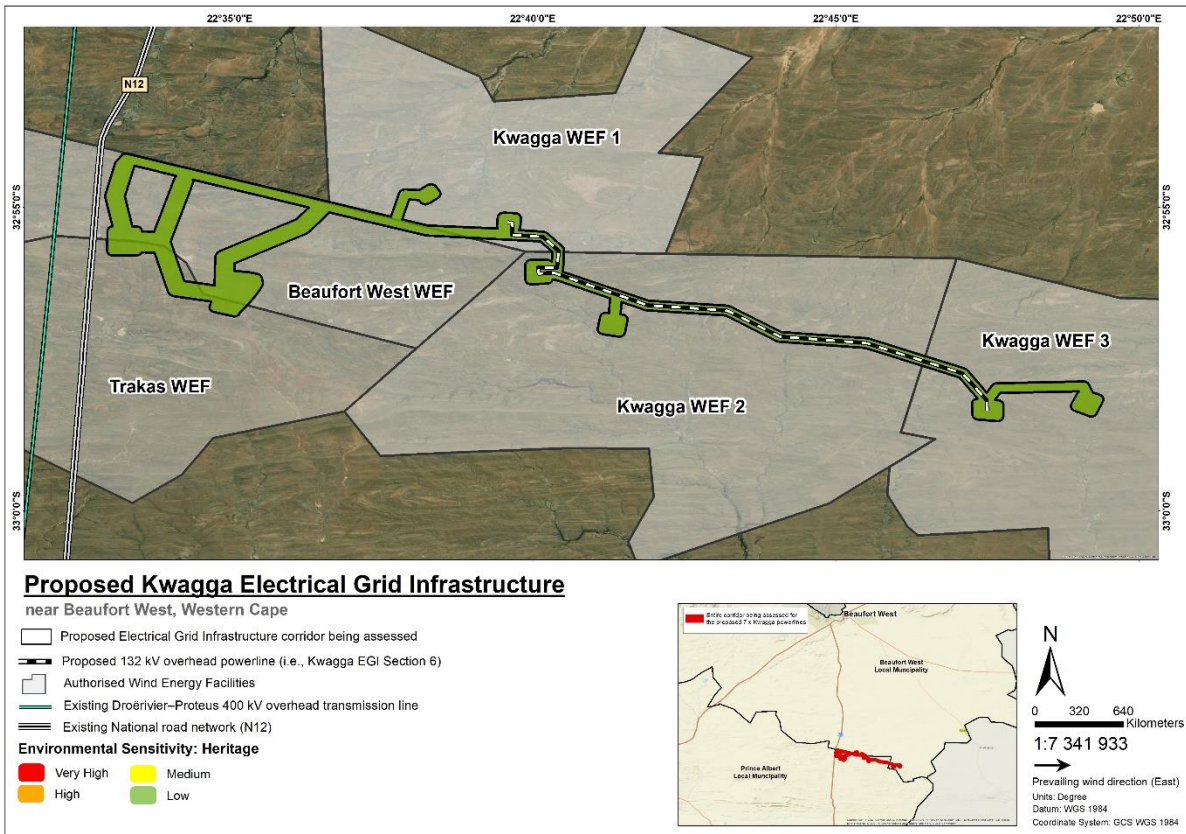 22°35'0"E 22°40'0"E 22°45'0"E 22°50'0"E
N12
Kwagga WEF 1
32°55'0"S 32°55'0"S
Beaufort West WEF
Kwagga WEF 3
Trakas WEF
Kwagga WEF 2
33°0'0"S 33°0'0"S
Proposed Kwagga Electrical Grid Infrastructure
near Beaufort West, Western Cape
Proposed Electrical Grid Infrastructure corridor being assessed
Proposed 132 kV overhead powerline (i.e., Kwagga EGI Section 6)
Authorised Wind Energy Facilities
Existing Droërivier–Proteus 400 kV overhead transmission line
Existing National road network (N12)
Environmental Sensitivity: Heritage
Very High Medium
High Low
Entire corridor being assessed for
the proposed 7 x Kwagga powerlines
Beaufort West
Beaufort West
Local Muncipality
Prince Albert
Local Muncipality
N
0 320 640
Kilometers
1:7 341 933
Prevailing wind direction (East)
Units: Degree
Datum: WGS 1984
Coordinate System: GCS WGS 1984